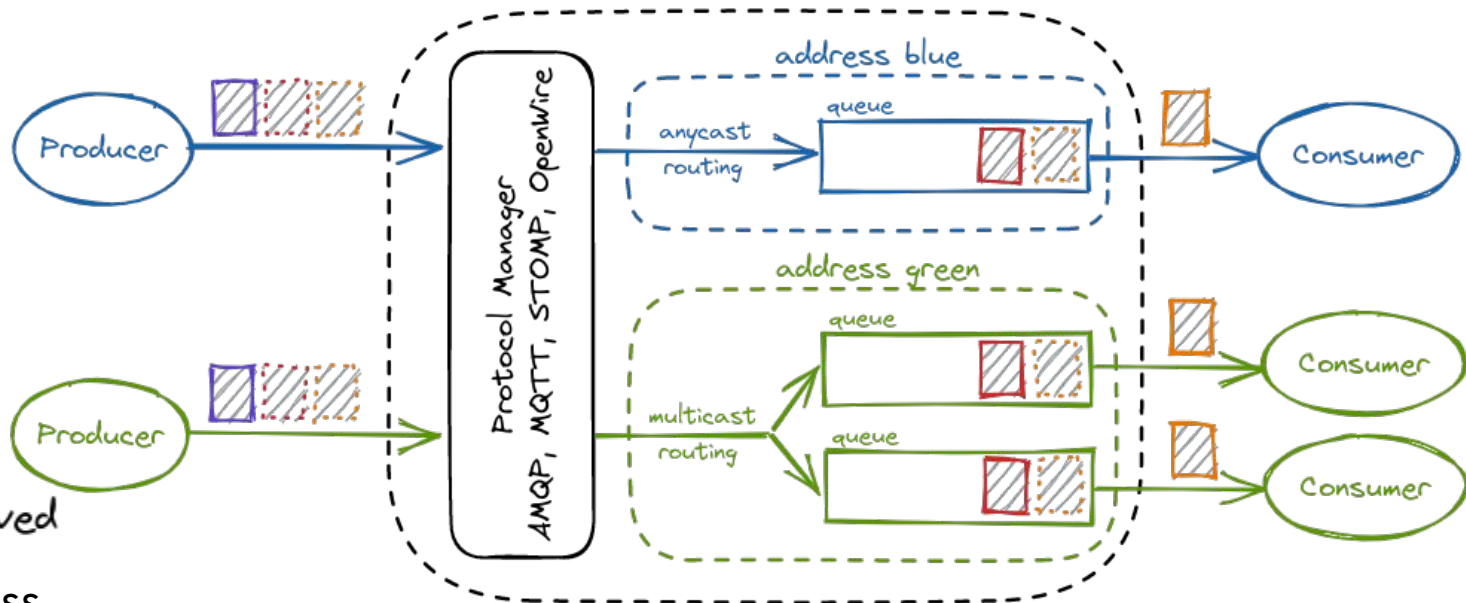 address blue
Producer
queue
anycast
routing
Consumer
Protocol Manager
AMQP, MQTT, STOMP, OpenWire
address green
queue
Consumer
Producer
multicast
routing
queue
Consumer